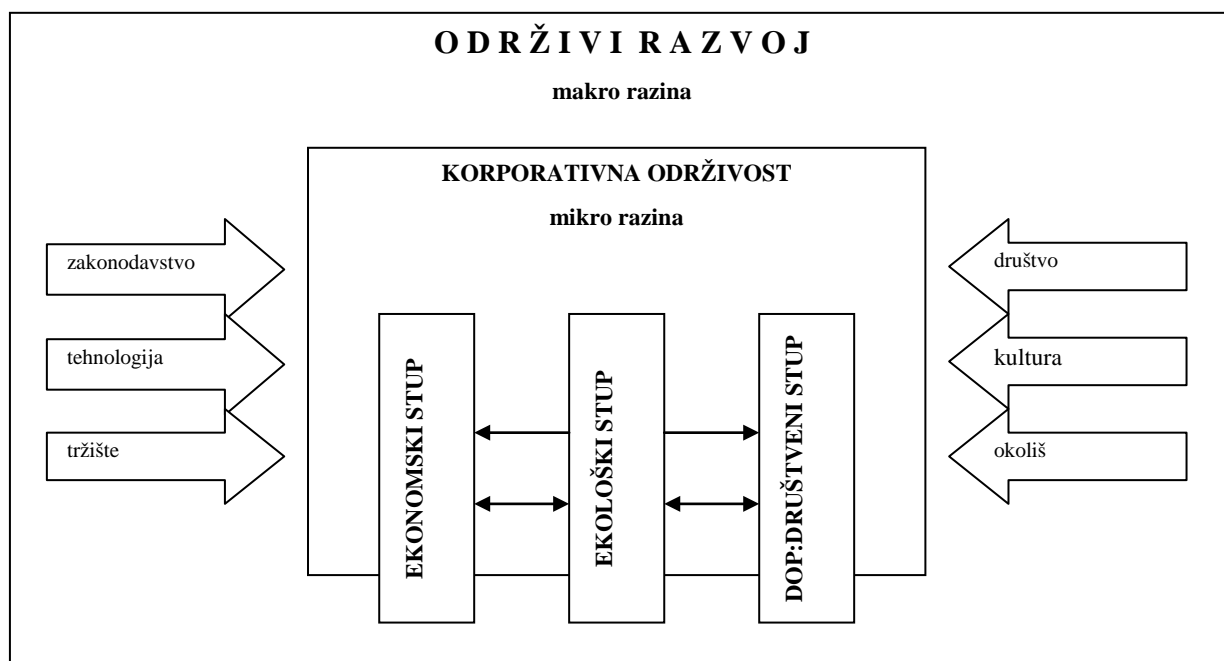 O D R Ž I V I R A Z V O J
makro razina
KORPORATIVNA ODRŽIVOST
mikro razina
zakonodavstvo
tehnologija
tržište
EKONOMSKI STUP
EKOLOŠKI STUP
DOP:DRUŠTVENI STUP
društvo
kultura
okoliš